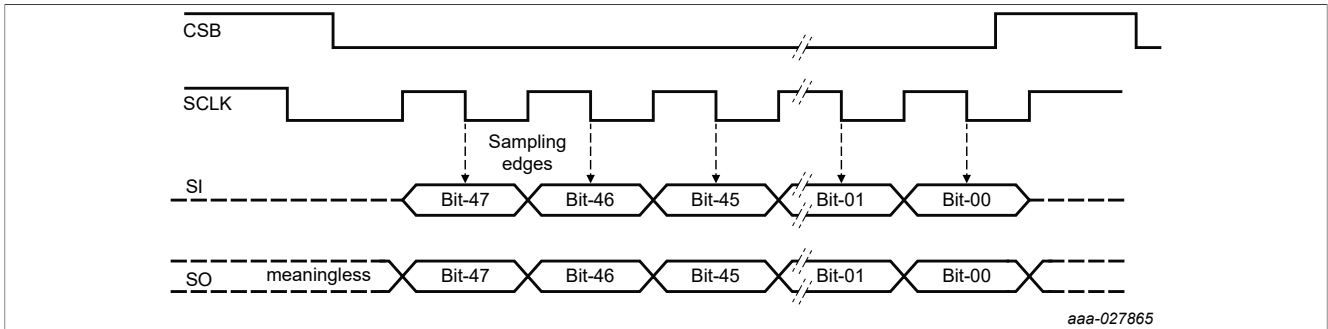 CSB
SCLK
Sampling
edges
SI
Bit-47 Bit-46 Bit-45 Bit-01 Bit-00
SO meaningless Bit-47 Bit-46 Bit-45 Bit-01 Bit-00
aaa-027865